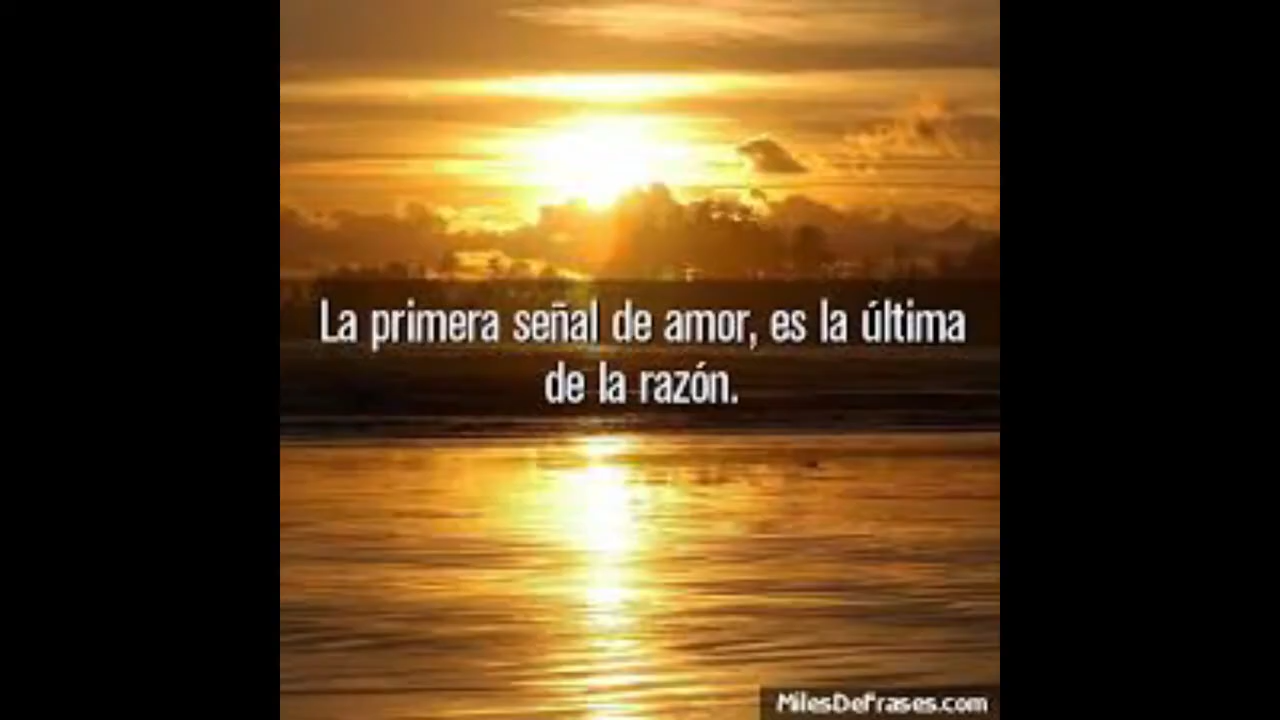 La primera señal de amor, es la última
de la razón.
MilesDeFrases.com